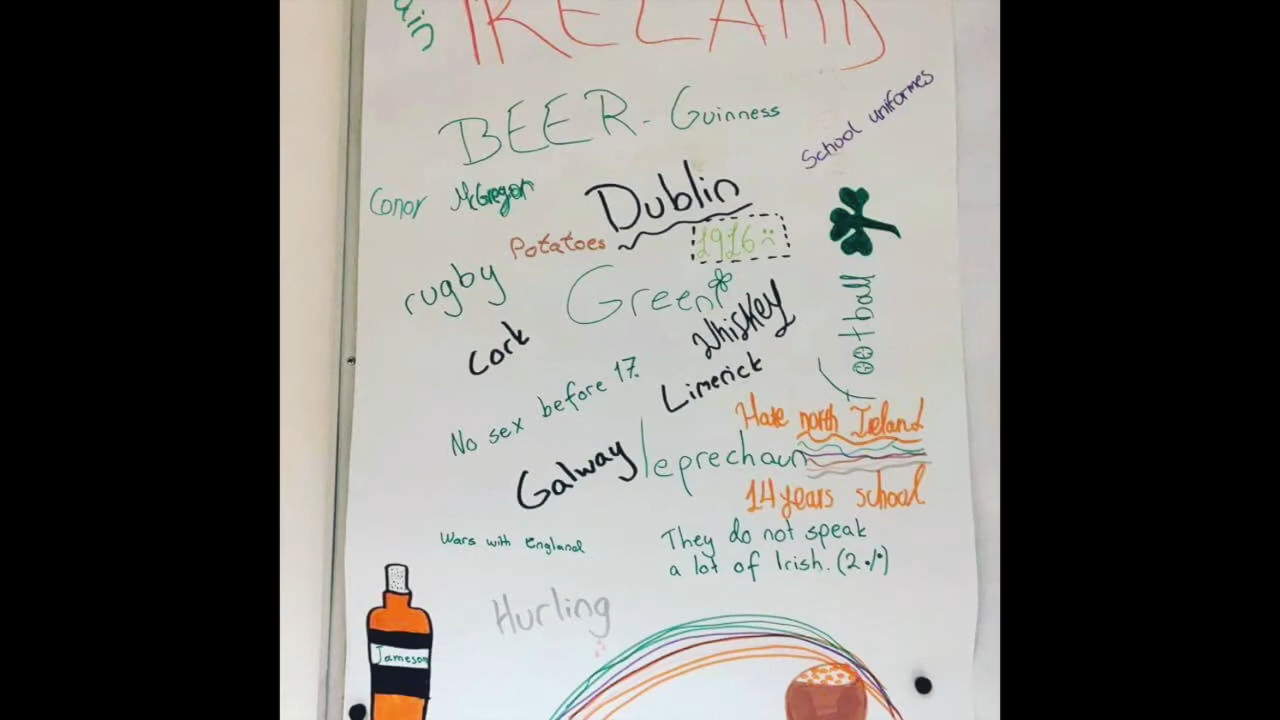 ain
IRELAND
BEER - Guinness
School uniformes
Conor McGregor
Dublin
Potatoes
1916 :(
rugby
Green
Whiskey
Cork
Football
Limerick
No sex before 17.
Hate north Ireland
leprechaun
Galway
14 years school
Wars with England
They do not speak
a lot of Irish. (2%)
Hurling
Jameson